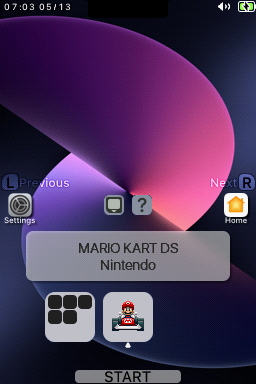 07:03 05/13
L Previous
Next R
Settings
?
Home
MARIO KART DS
Nintendo
START